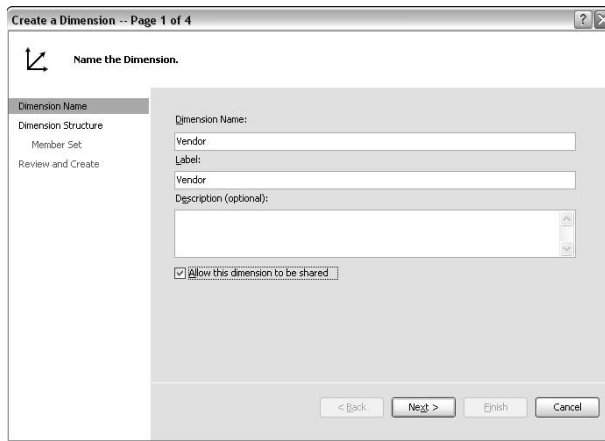 Create a Dimension -- Page 1 of 4
Name the Dimension.
Dimension Name
Dimension Structure
Member Set
Review and Create
Dimension Name:
Vendor
Label:
Vendor
Description (optional):
Allow this dimension to be shared
< Back
Next >
Finish
Cancel